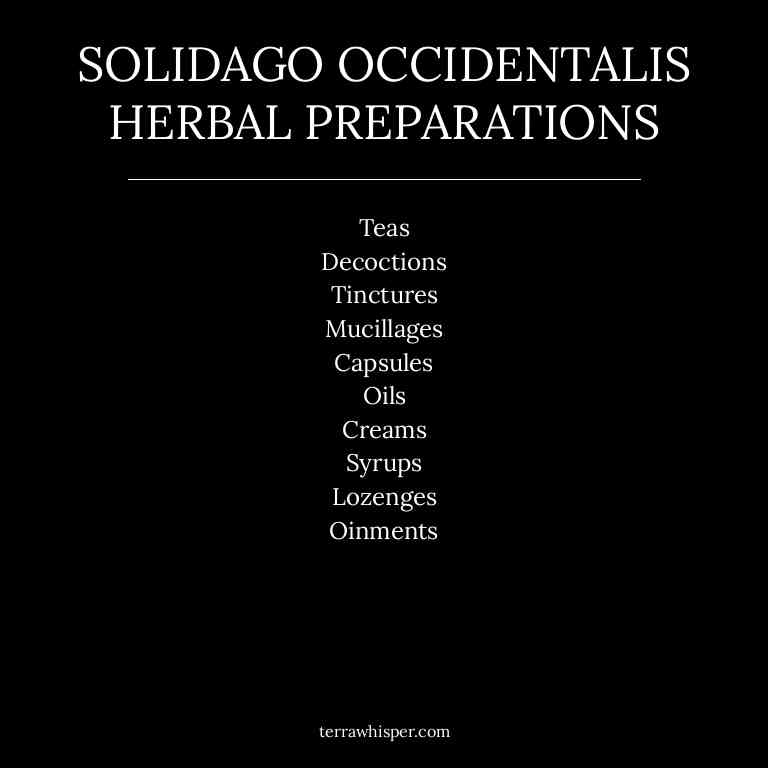 SOLIDAGO OCCIDENTALIS
HERBAL PREPARATIONS
Teas
Decoctions
Tinctures
Mucillages
Capsules
Oils
Creams
Syrups
Lozenges
Oinments
terrawhisper.com